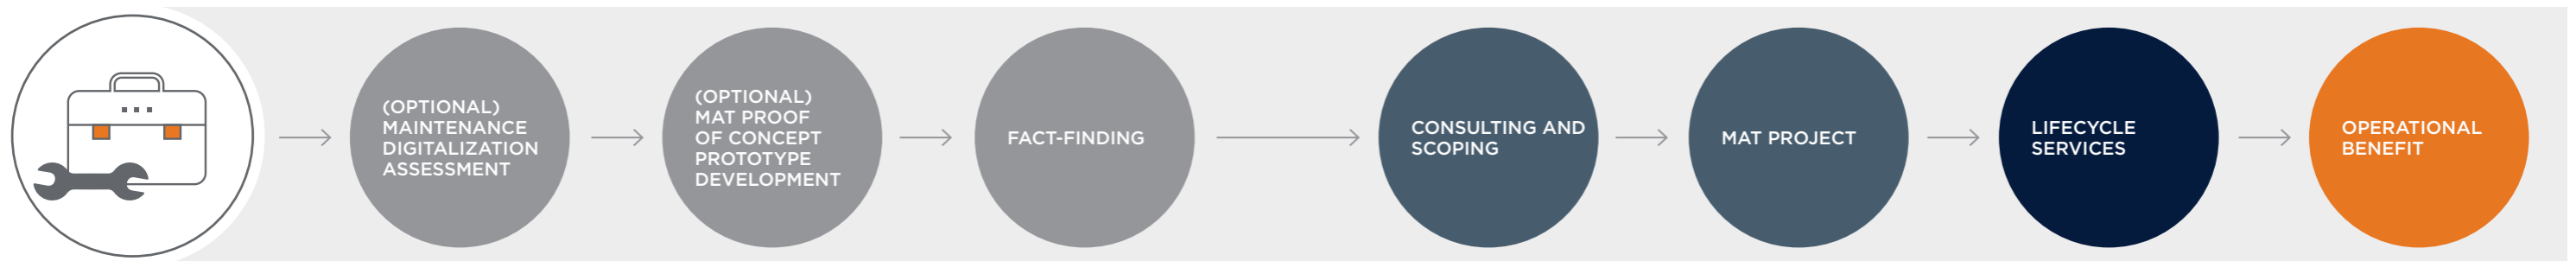 (OPTIONAL)
MAINTENANCE
DIGITALIZATION
ASSESSMENT
(OPTIONAL)
MAT PROOF
OF CONCEPT
PROTOTYPE
DEVELOPMENT
FACT-FINDING
CONSULTING AND
SCOPING
MAT PROJECT
LIFECYCLE
SERVICES
OPERATIONAL
BENEFIT